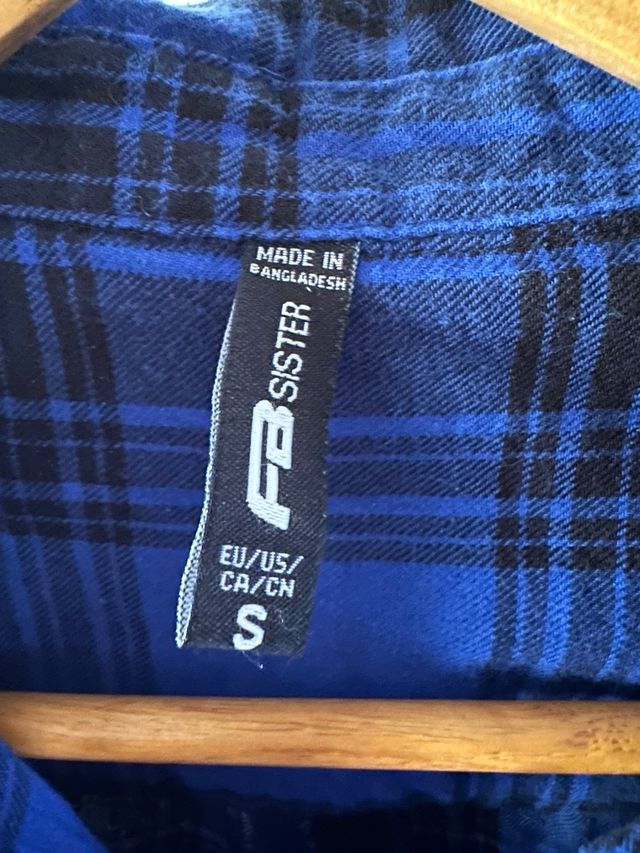 MADE IN
BANGLADESH
FB SISTER
EU/US/
CA/CN
S